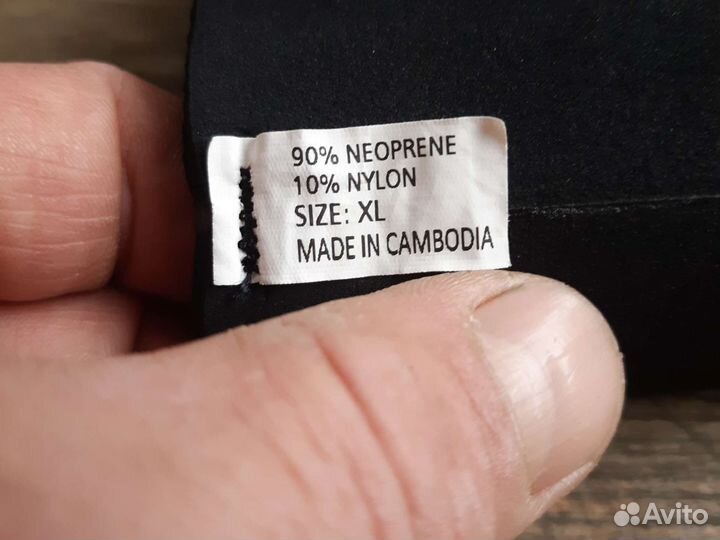 90% NEOPRENE
10% NYLON
SIZE: XL
MADE IN CAMBODIA
Avito